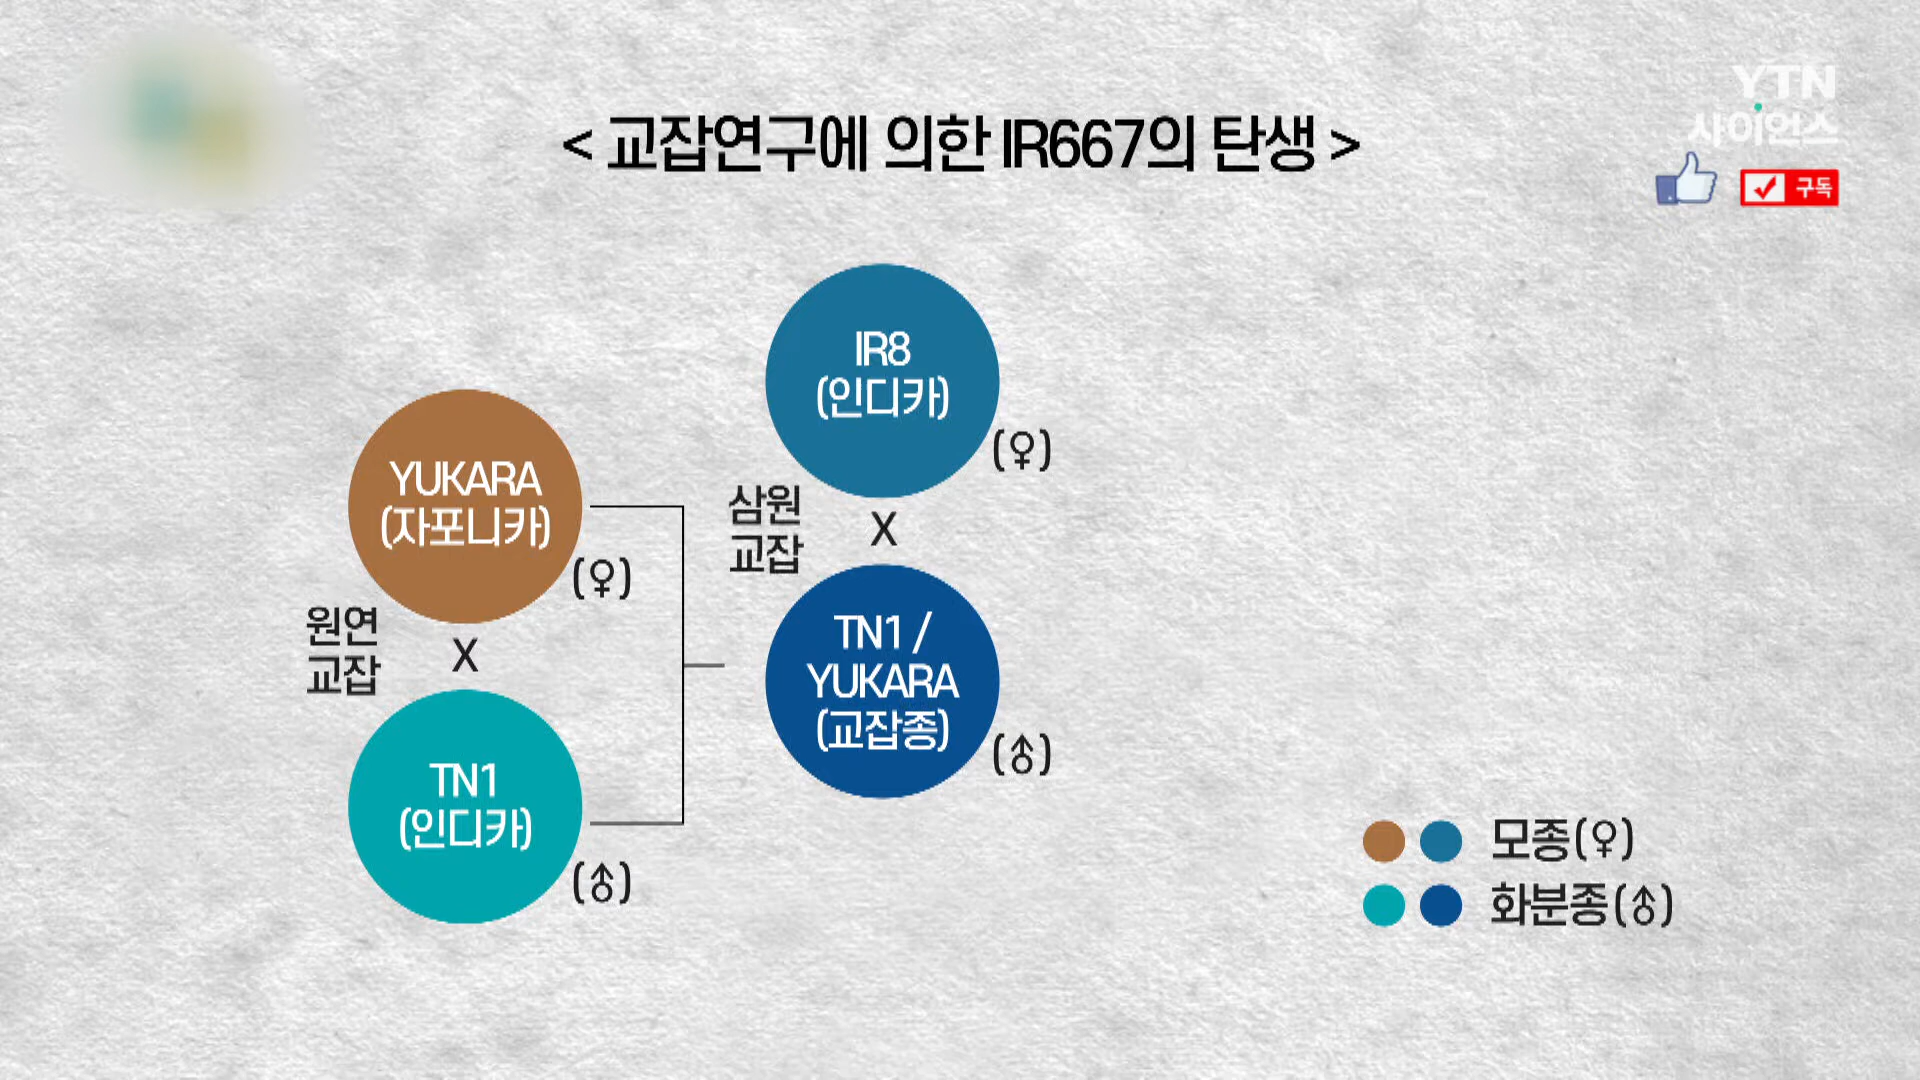 YTN
사이언스
구독
< 교잡연구에 의한 IR667의 탄생 >
YUKARA
(자포니카)
(♀)
원연
교잡
X
TN1
(인디카)
(♂)
IR8
(인디카)
(♀)
삼원
교잡
X
TN1 /
YUKARA
(교잡종)
(♂)
모종(♀)
화분종(♂)